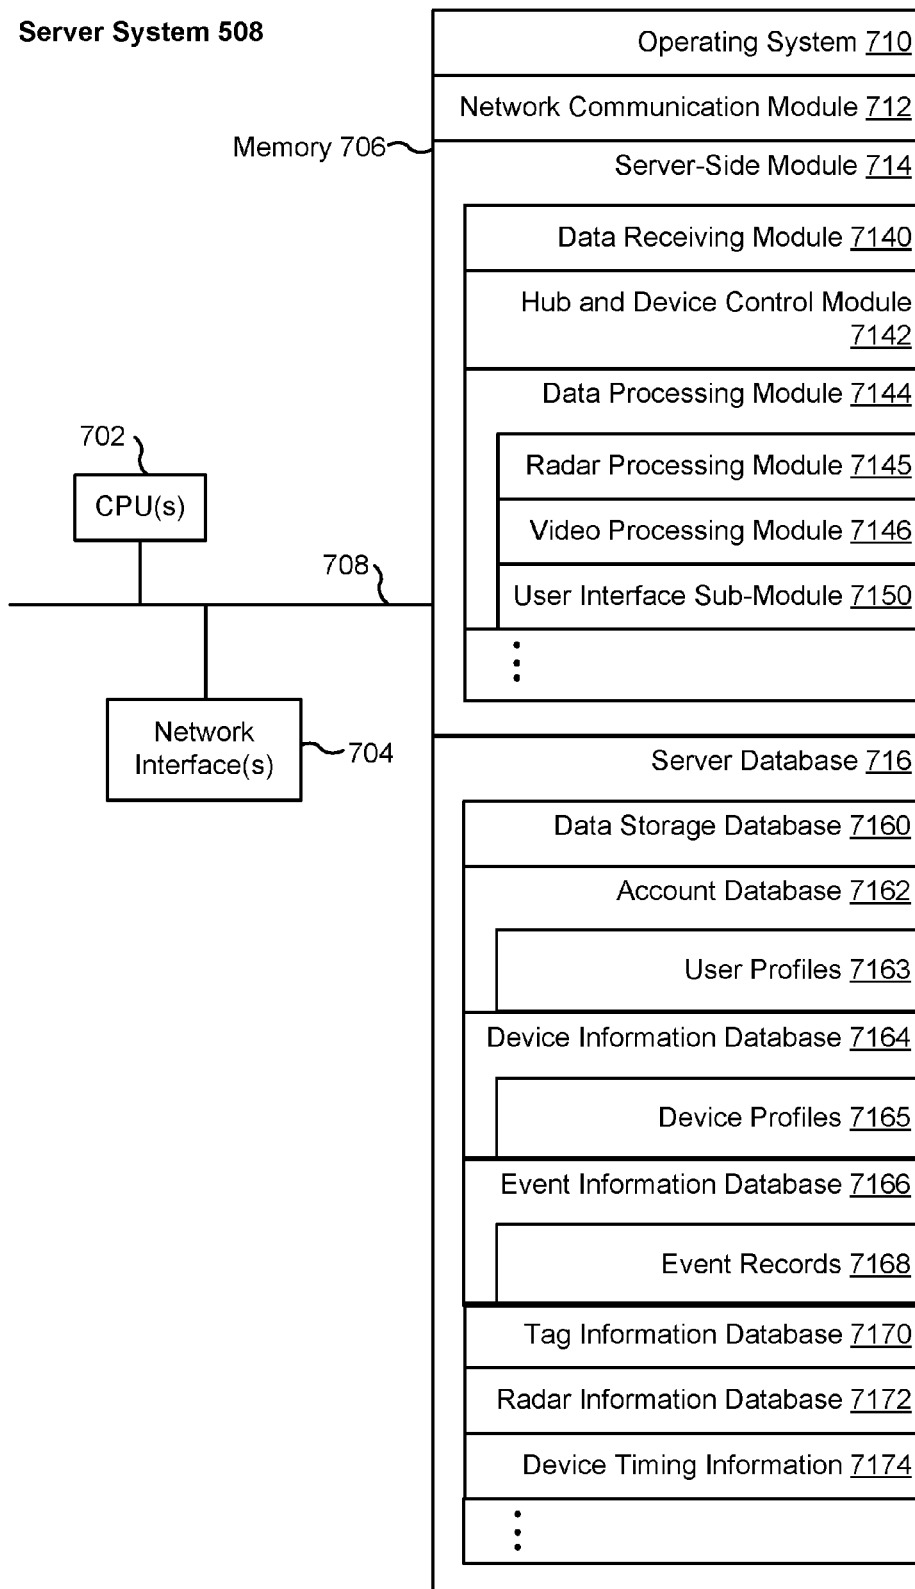 Server System 508
Operating System 710
Network Communication Module 712
Memory 706
Server-Side Module 714
Data Receiving Module 7140
Hub and Device Control Module
7142
Data Processing Module 7144
Radar Processing Module 7145
Video Processing Module 7146
User Interface Sub-Module 7150
702
CPU(s)
708
Network
Interface(s)
704
Server Database 716
Data Storage Database 7160
Account Database 7162
User Profiles 7163
Device Information Database 7164
Device Profiles 7165
Event Information Database 7166
Event Records 7168
Tag Information Database 7170
Radar Information Database 7172
Device Timing Information 7174